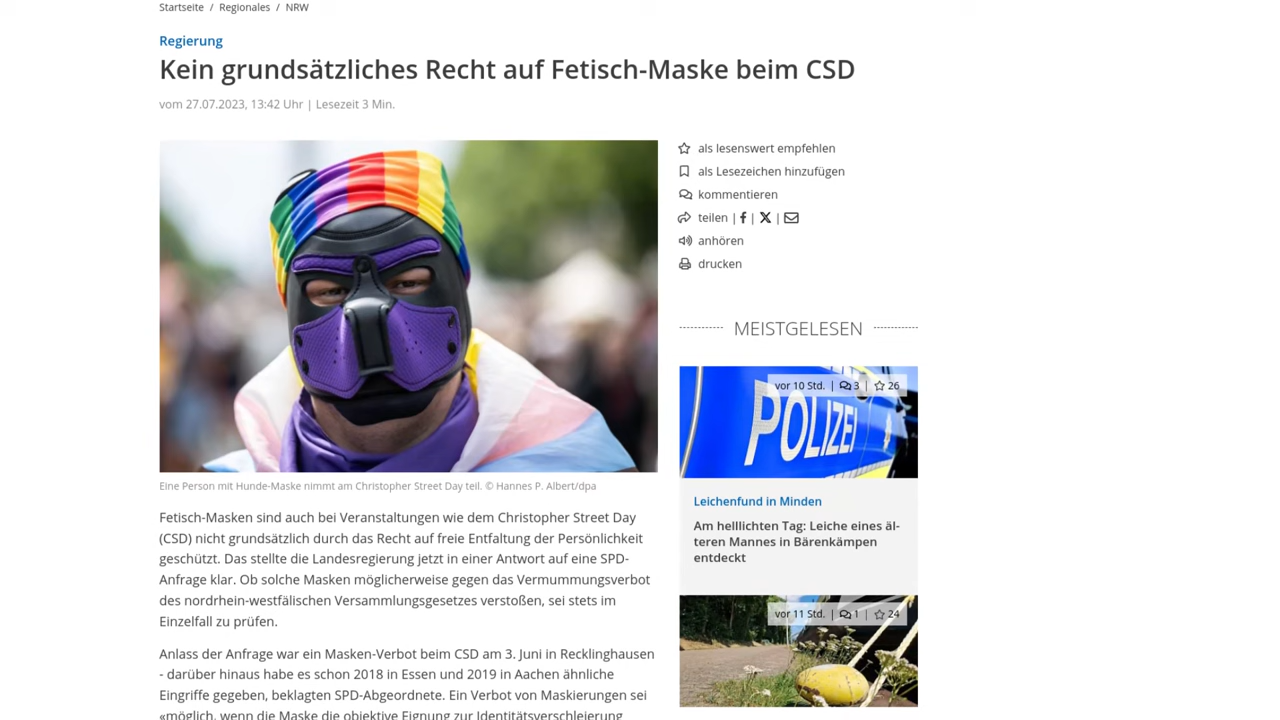 Startseite / Regionales / NRW
Regierung
Kein grundsätzliches Recht auf Fetisch-Maske beim CSD
vom 27.07.2023, 13:42 Uhr | Lesezeit 3 Min.
als lesenswert empfehlen
als Lesezeichen hinzufügen
kommentieren
teilen | | |
anhören
drucken
Eine Person mit Hunde-Maske nimmt am Christopher Street Day teil. © Hannes P. Albert/dpa
Fetisch-Masken sind auch bei Veranstaltungen wie dem Christopher Street Day
(CSD) nicht grundsätzlich durch das Recht auf freie Entfaltung der Persönlichkeit
geschützt. Das stellte die Landesregierung jetzt in einer Antwort auf eine SPD-
Anfrage klar. Ob solche Masken möglicherweise gegen das Vermummungsverbot
des nordrhein-westfälischen Versammlungsgesetzes verstoßen, sei stets im
Einzelfall zu prüfen.
Anlass der Anfrage war ein Masken-Verbot beim CSD am 3. Juni in Recklinghausen
- darüber hinaus habe es schon 2018 in Essen und 2019 in Aachen ähnliche
Eingriffe gegeben, beklagten SPD-Abgeordnete. Ein Verbot von Maskierungen sei
«möglich, wenn die Maske die objektive Eignung zur Identitätsverschleierung
MEISTGELESEN
vor 10 Std. | 3 | 26
POLIZEI
Leichenfund in Minden
Am helllichten Tag: Leiche eines äl-
teren Mannes in Bärenkämpen
entdeckt
vor 11 Std. | 1 | 24